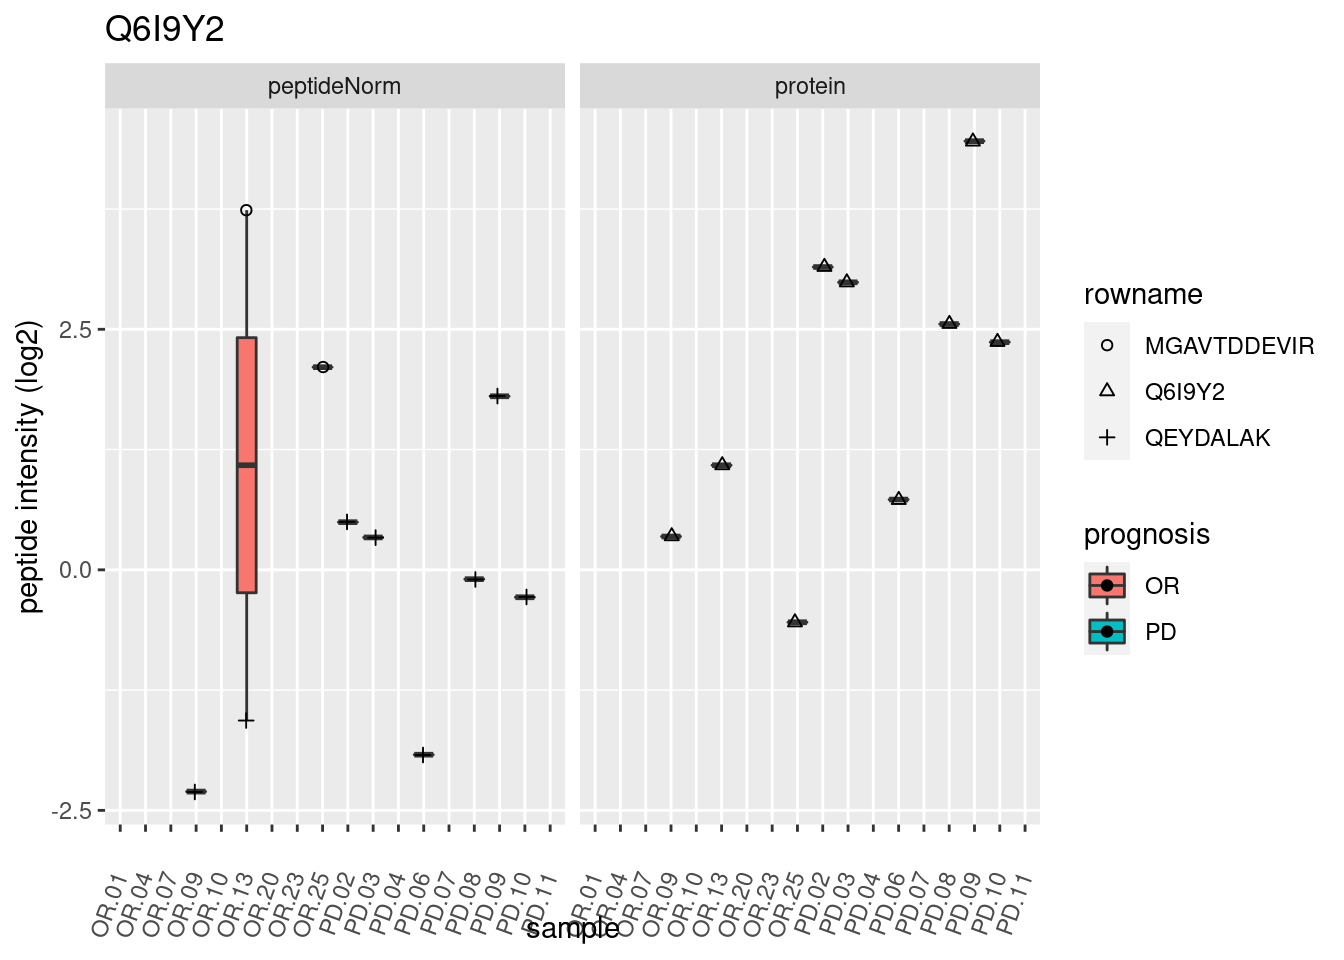 Q6I9Y2
peptideNorm
protein
peptide intensity (log2)
2.5
0.0
-2.5
OR.01
OR.04
OR.07
OR.09
OR.10
OR.13
OR.20
OR.23
OR.25
PD.02
PD.03
PD.04
PD.06
PD.07
PD.08
PD.09
PD.10
PD.11
OR.01
OR.04
OR.07
OR.09
OR.10
OR.13
OR.20
OR.23
OR.25
PD.02
PD.03
PD.04
PD.06
PD.07
PD.08
PD.09
PD.10
PD.11
sample
rowname
MGAVTDDEVIR
Q6I9Y2
QEYDALAK
prognosis
OR
PD